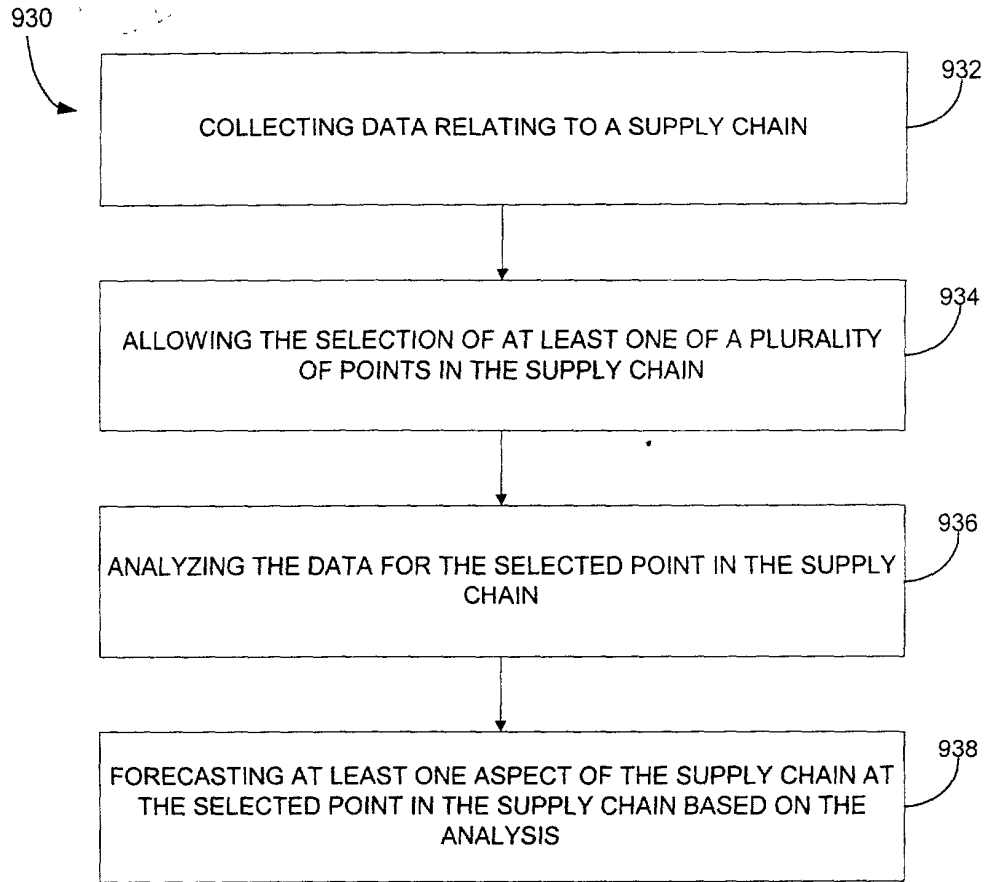 930
932
COLLECTING DATA RELATING TO A SUPPLY CHAIN
934
ALLOWING THE SELECTION OF AT LEAST ONE OF A PLURALITY
OF POINTS IN THE SUPPLY CHAIN
936
ANALYZING THE DATA FOR THE SELECTED POINT IN THE SUPPLY
CHAIN
938
FORECASTING AT LEAST ONE ASPECT OF THE SUPPLY CHAIN AT
THE SELECTED POINT IN THE SUPPLY CHAIN BASED ON THE
ANALYSIS